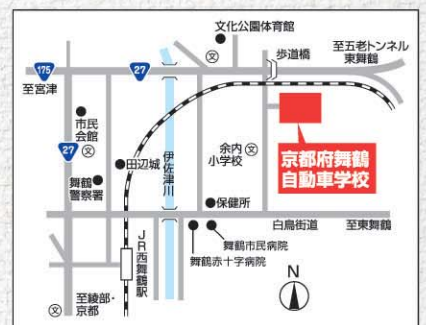 文化公園体育館
文
歩道橋
至五老トンネル
東舞鶴
175
27
至宮津
市民
会館
27
文
田辺城
伊佐津川
余内
小学校
文
京都府舞鶴
自動車学校
舞鶴
警察署
保健所
白鳥街道
至東舞鶴
JR西舞鶴駅
舞鶴市民病院
舞鶴赤十字病院
N
至綾部・
京都
文